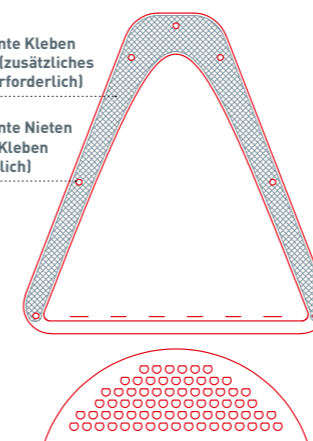 nte Kleben
(zusätzliches
rforderlich)
nte Nieten
Kleben
lich)